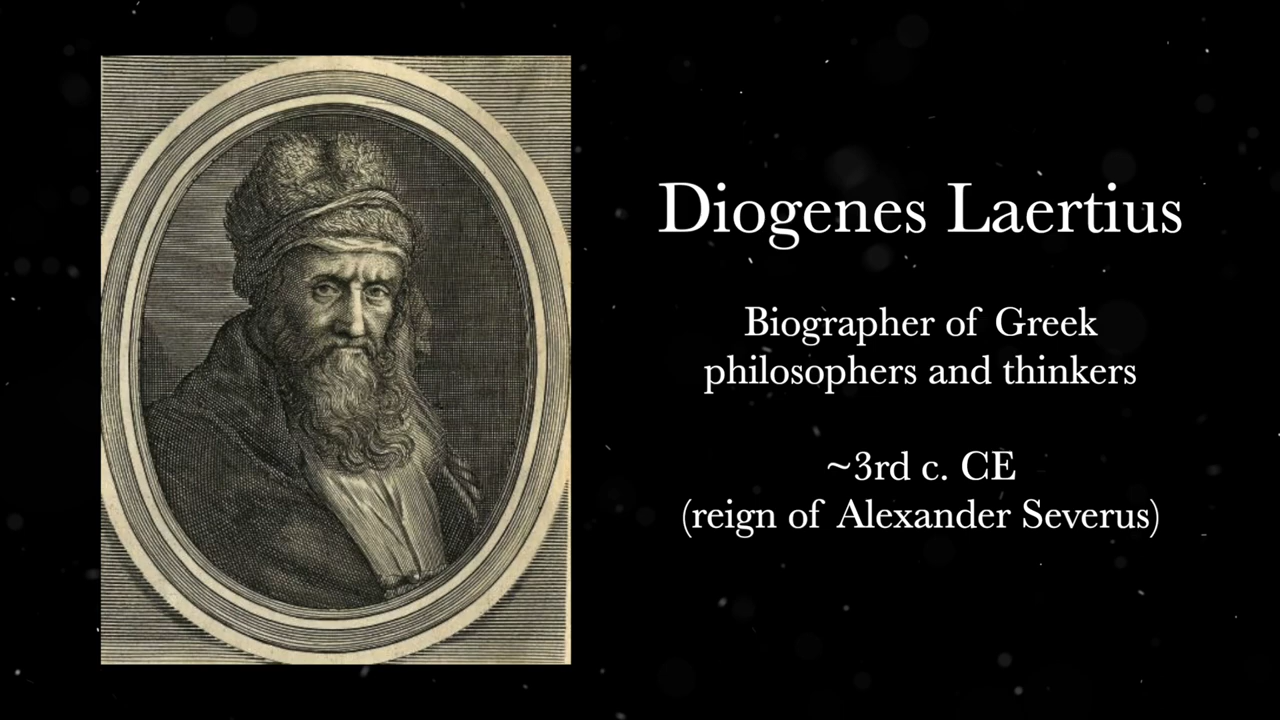 Diogenes Laertius
Biographer of Greek
philosophers and thinkers
~3rd c. CE
(reign of Alexander Severus)